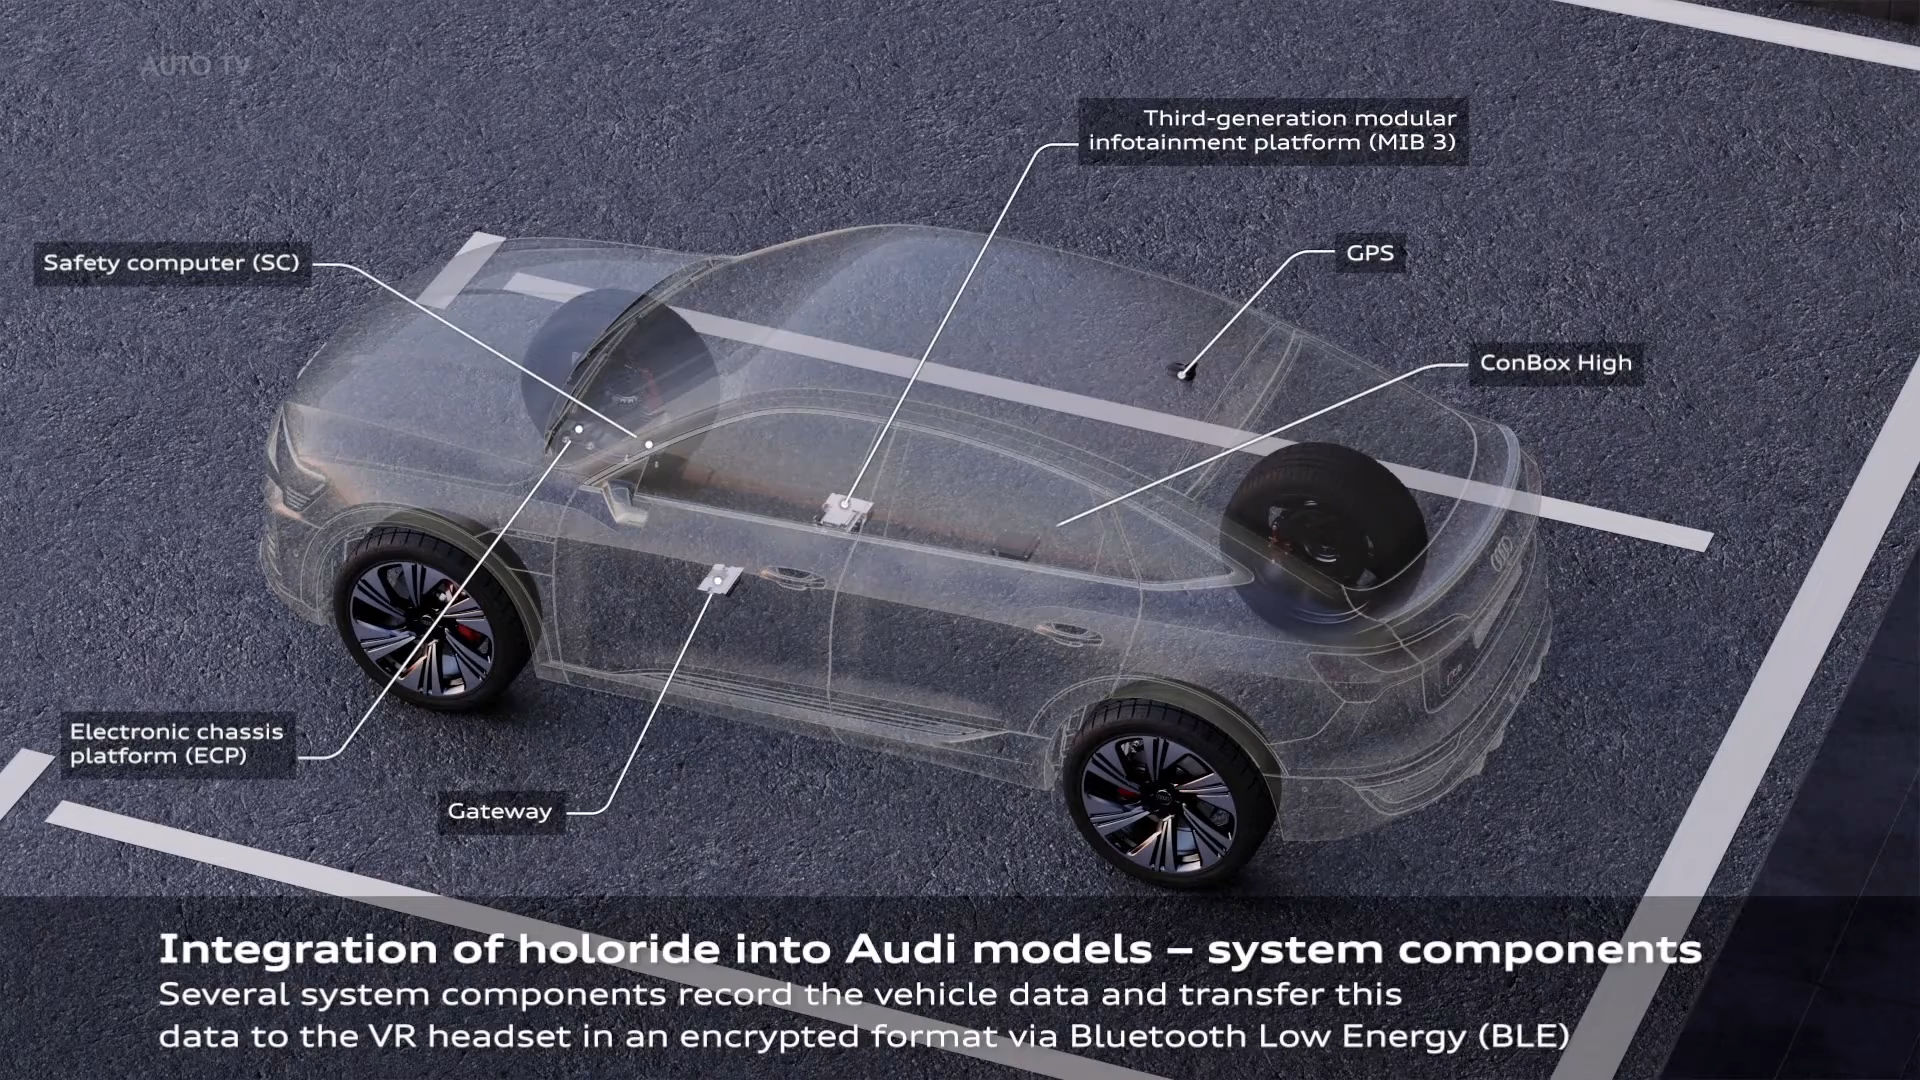 AUTO TV
Third-generation modular
infotainment platform (MIB 3)
Safety computer (SC)
GPS
ConBox High
Electronic chassis
platform (ECP)
Gateway
Integration of holoride into Audi models – system components
Several system components record the vehicle data and transfer this
data to the VR headset in an encrypted format via Bluetooth Low Energy (BLE)